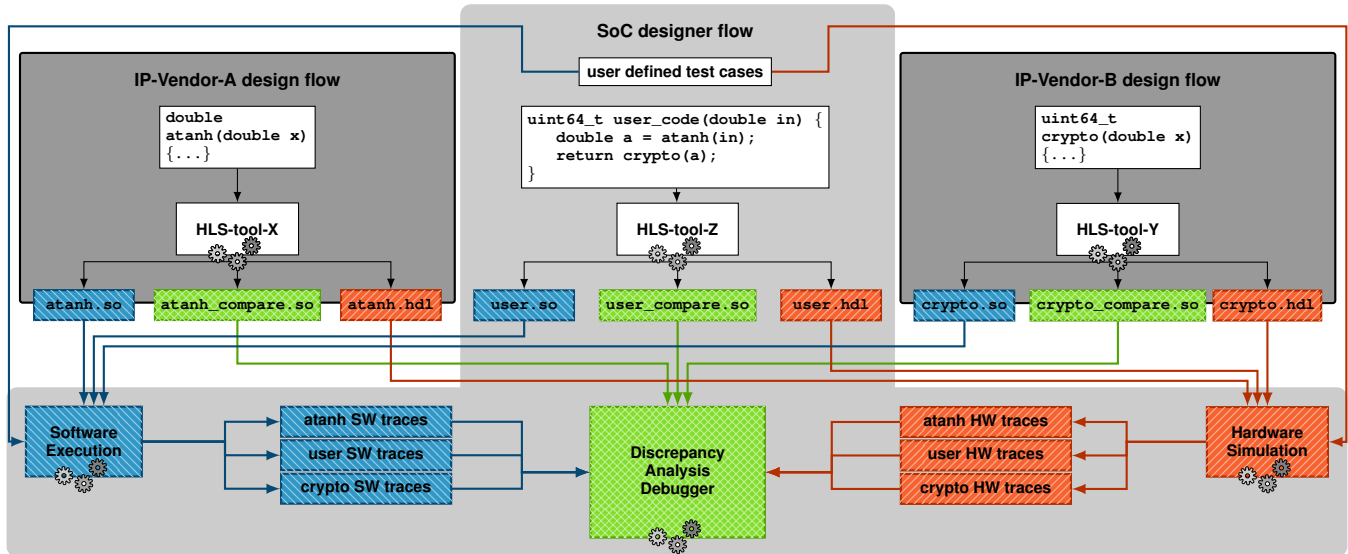 SoC designer flow
user defined test cases
IP-Vendor-A design flow
double
atanh(double x)
{...}
HLS-tool-X
atanh.so
atanh_compare.so
atanh.hdl
uint64_t user_code(double in) {
double a = atanh(in);
return crypto(a);
}
HLS-tool-Z
user.so
user_compare.so
user.hdl
IP-Vendor-B design flow
uint64_t
crypto(double x)
{...}
HLS-tool-Y
crypto.so
crypto_compare.so
crypto.hdl
Software
Execution
atanh SW traces
user SW traces
crypto SW traces
Discrepancy
Analysis
Debugger
atanh HW traces
user HW traces
crypto HW traces
Hardware
Simulation